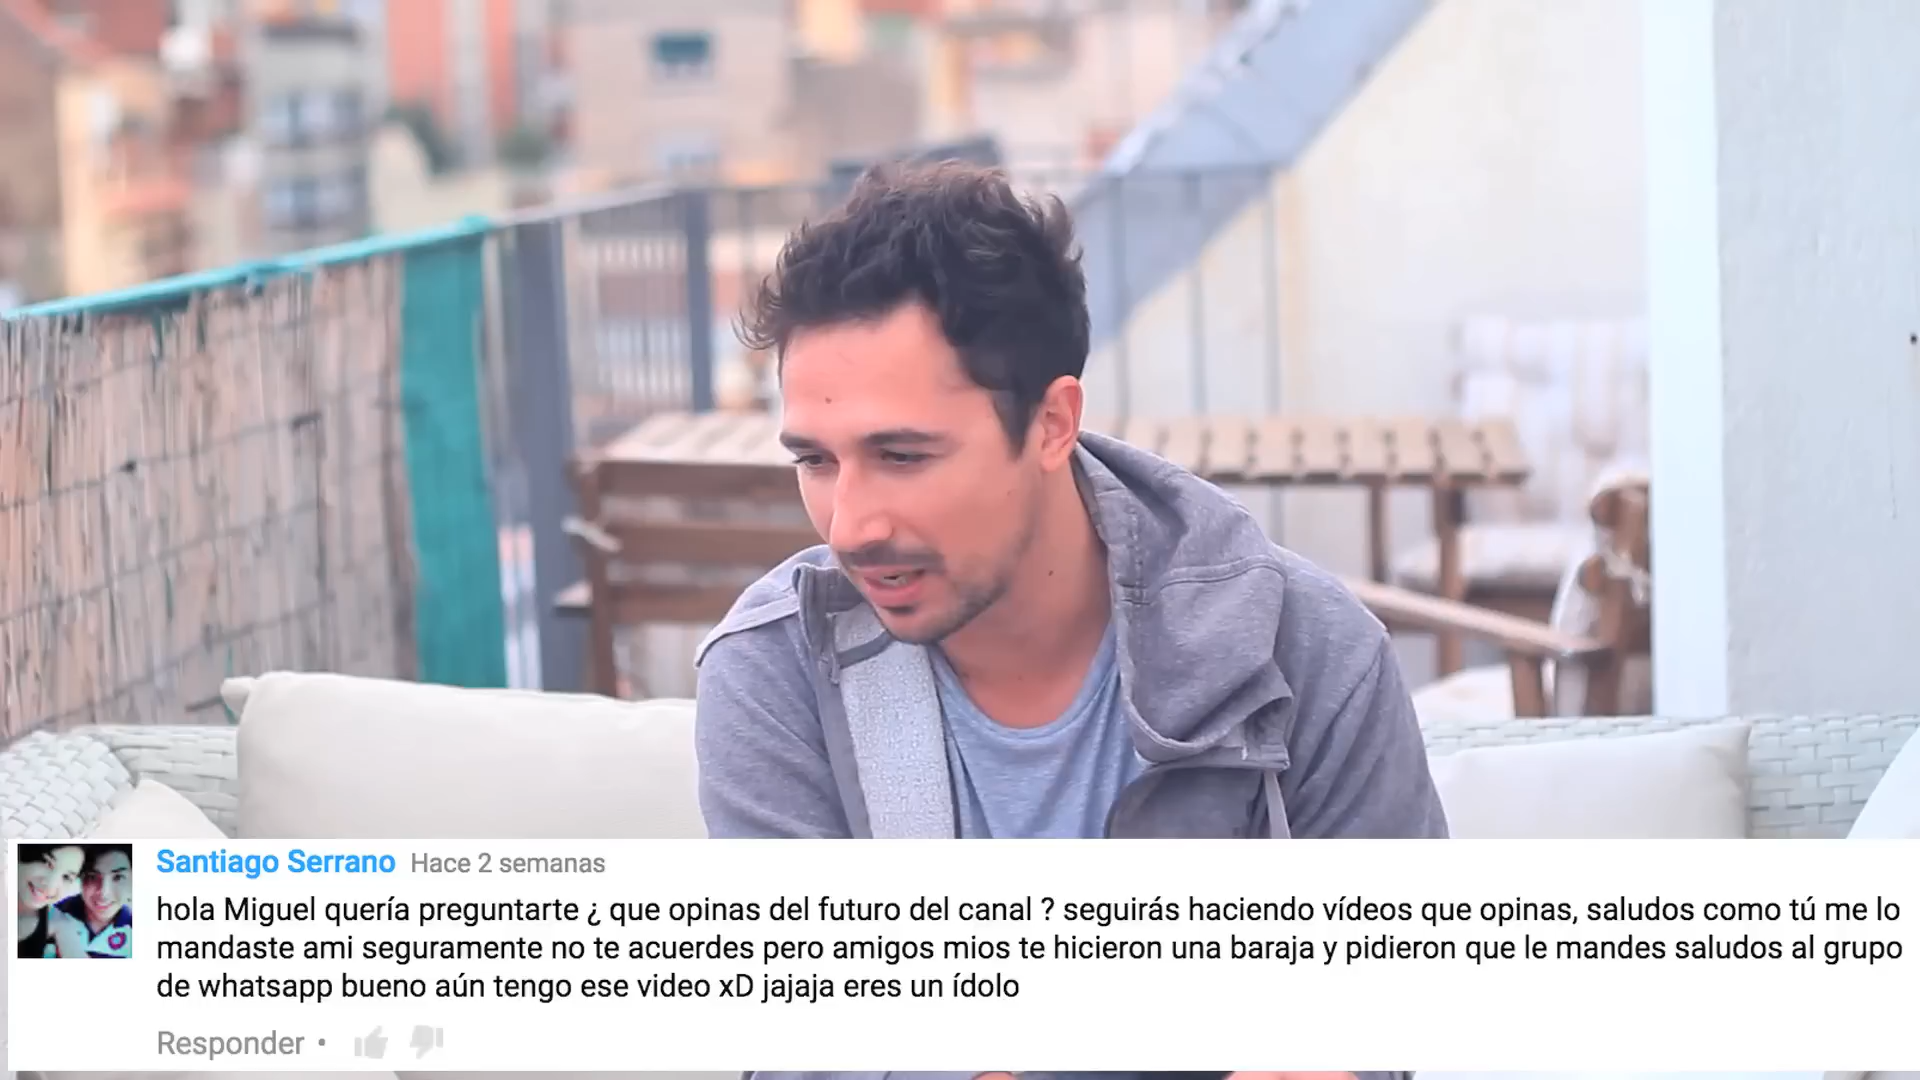 Santiago Serrano Hace 2 semanas
hola Miguel quería preguntarte ¿ que opinas del futuro del canal ? seguirás haciendo vídeos que opinas, saludos como tú me lo
mandaste ami seguramente no te acuerdes pero amigos mios te hicieron una baraja y pidieron que le mandes saludos al grupo
de whatsapp bueno aún tengo ese video xD jajaja eres un ídolo
Responder •